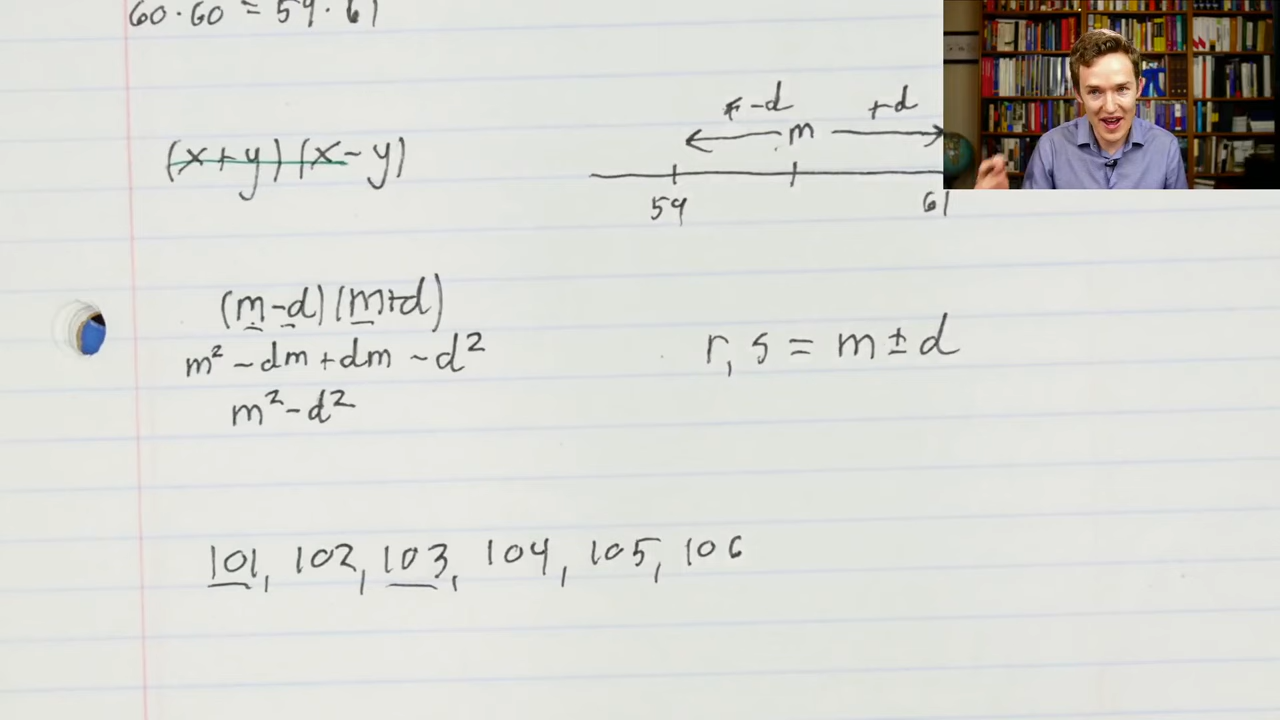 60·60 = 59·61
←-d m +d
(x+y)(x-y)
59 61
(m-d)(m+d)
m² - dm + dm - d²
r, s = m ± d
m² - d²
101, 102, 103, 104, 105, 106